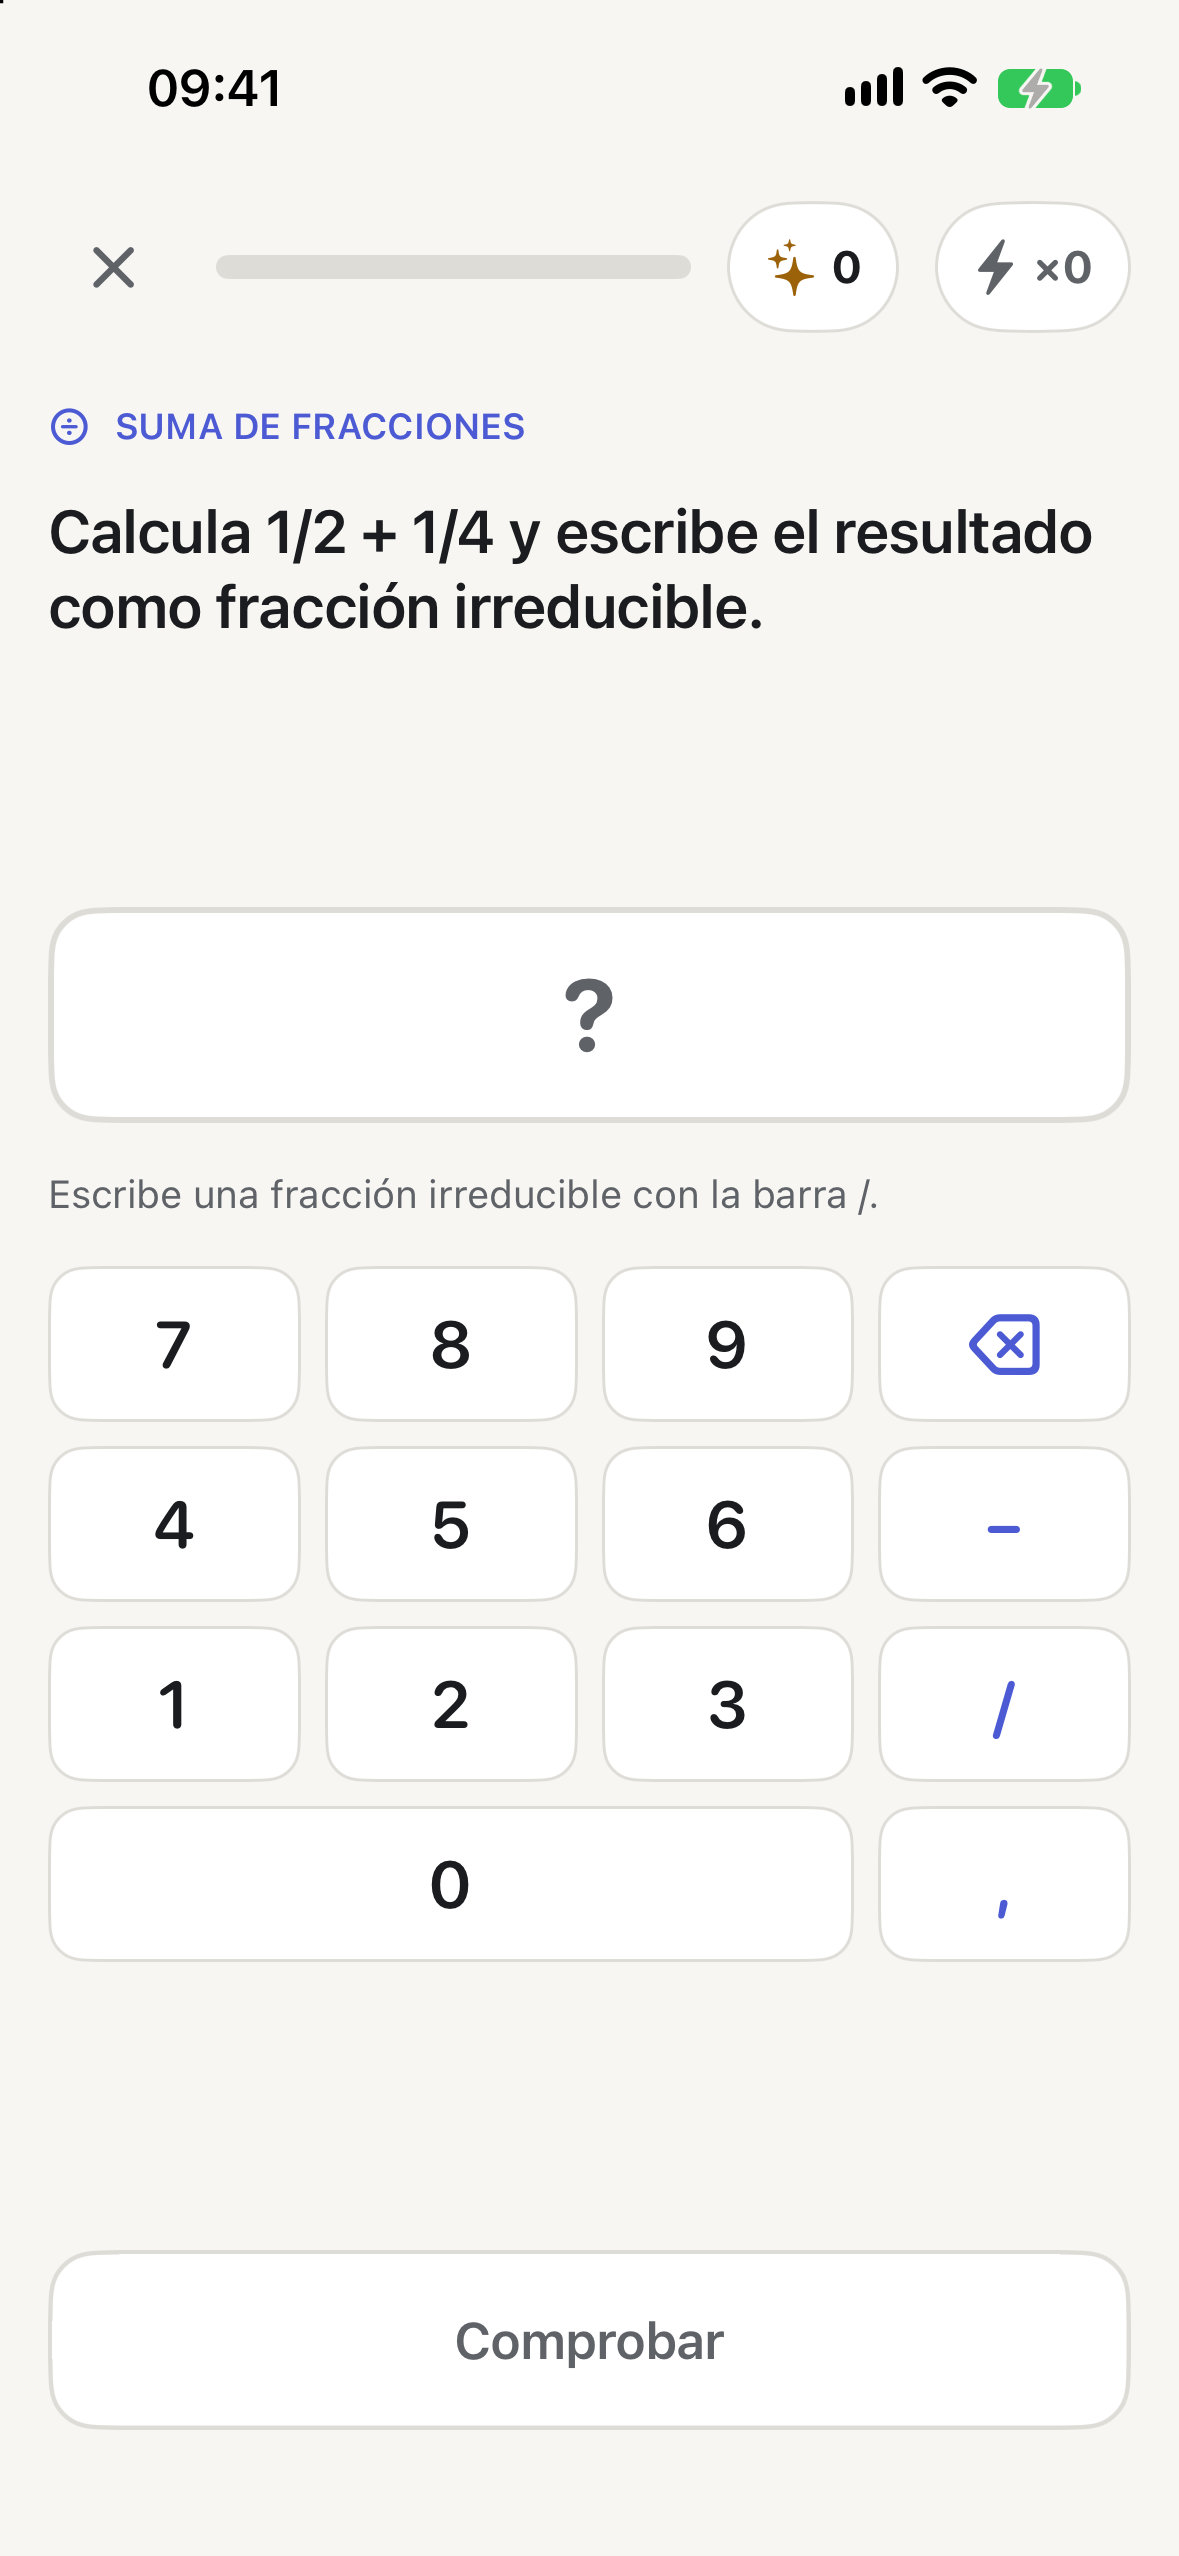 09:41
0
×0
SUMA DE FRACCIONES
Calcula 1/2 + 1/4 y escribe el resultado
como fracción irreducible.
?
Escribe una fracción irreducible con la barra /.
7 8 9
4 5 6 −
1 2 3 /
0 ,
Comprobar